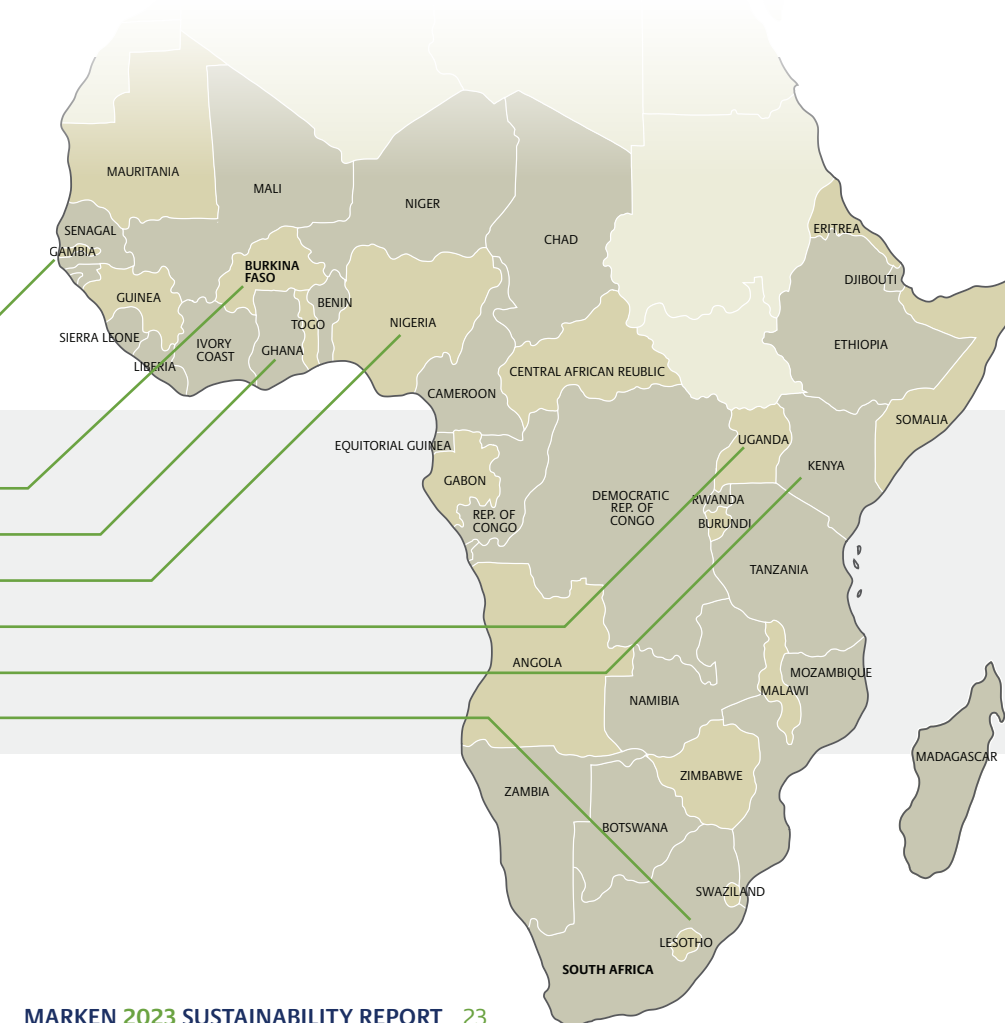 MAURITANIA
MALI
NIGER
CHAD
SENEGAL
GAMBIA
ERITREA
DJIBOUTI
BURKINA
FASO
GUINEA
BENIN
TOGO
NIGERIA
SIERRA LEONE
IVORY
COAST
GHANA
LIBERIA
ETHIOPIA
CENTRAL AFRICAN REUBLIC
CAMEROON
SOMALIA
EQUITORIAL GUINEA
UGANDA
KENYA
GABON
DEMOCRATIC
REP. OF
CONGO
RWANDA
REP. OF
CONGO
BURUNDI
TANZANIA
ANGOLA
MOZAMBIQUE
MALAWI
NAMIBIA
MADAGASCAR
ZIMBABWE
ZAMBIA
BOTSWANA
SWAZILAND
LESOTHO
SOUTH AFRICA
MARKEN 2023 SUSTAINABILITY REPORT 23